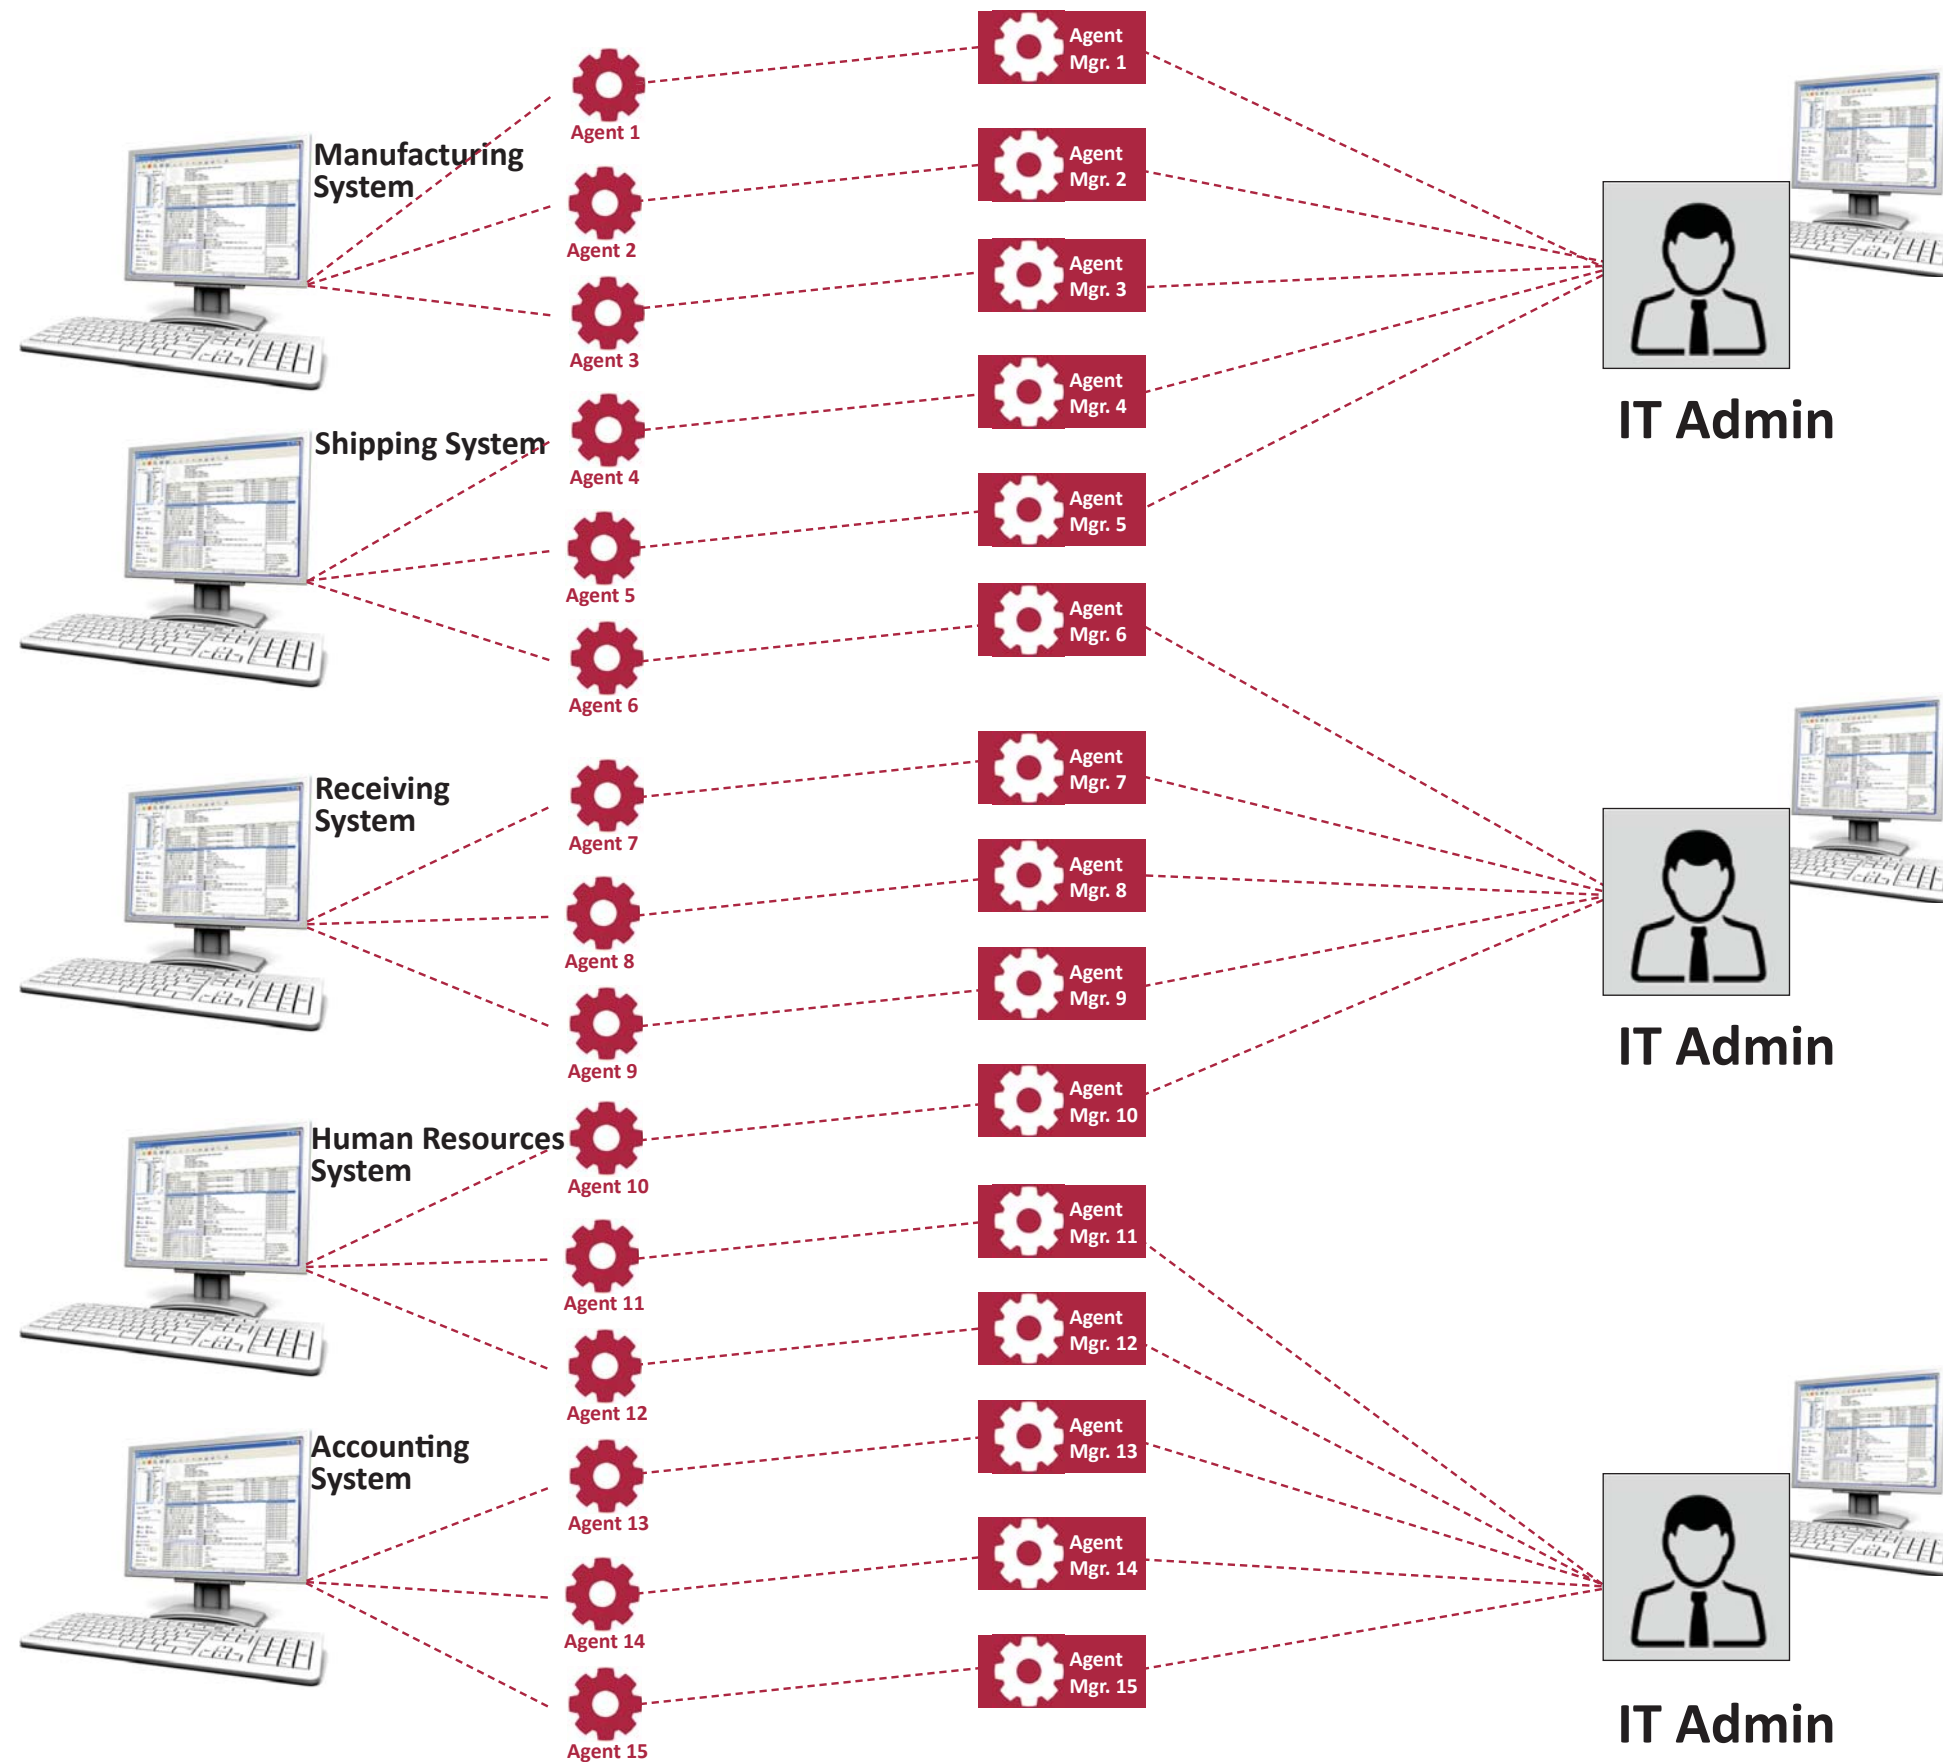 Manufacturing
System
Shipping System
Receiving
System
Human Resources
System
Accounting
System
Agent 1
Agent 2
Agent 3
Agent 4
Agent 5
Agent 6
Agent 7
Agent 8
Agent 9
Agent 10
Agent 11
Agent 12
Agent 13
Agent 14
Agent 15
Agent
Mgr. 1
Agent
Mgr. 2
Agent
Mgr. 3
Agent
Mgr. 4
Agent
Mgr. 5
Agent
Mgr. 6
Agent
Mgr. 7
Agent
Mgr. 8
Agent
Mgr. 9
Agent
Mgr. 10
Agent
Mgr. 11
Agent
Mgr. 12
Agent
Mgr. 13
Agent
Mgr. 14
Agent
Mgr. 15
IT Admin
IT Admin
IT Admin